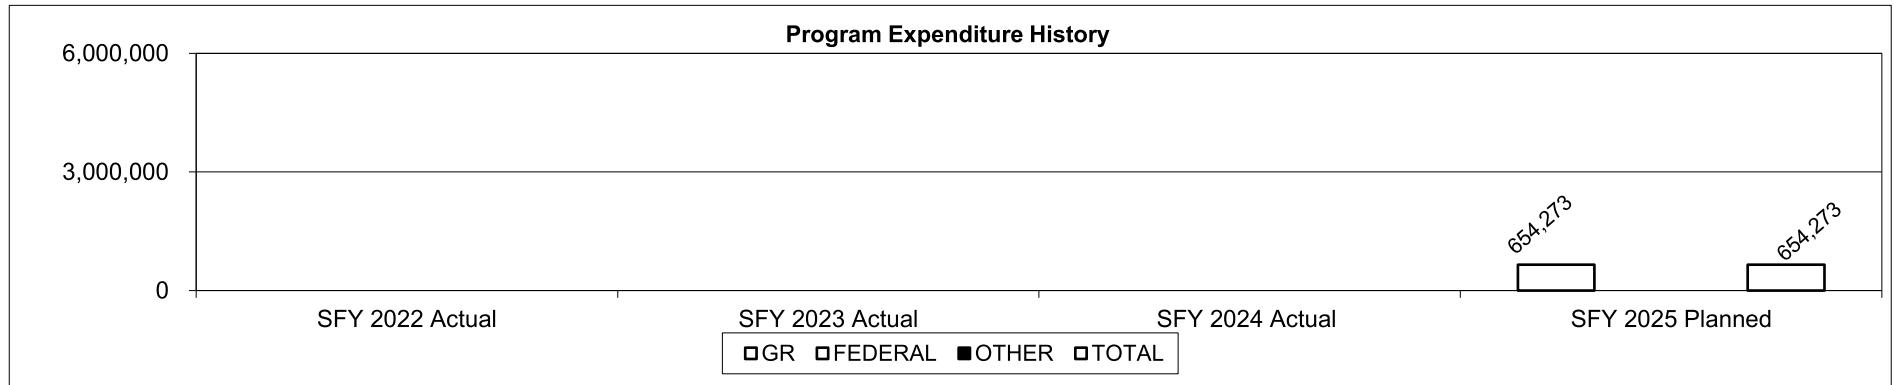 Program Expenditure History
6,000,000
3,000,000
654,273
654,273
0
SFY 2022 Actual
SFY 2023 Actual
SFY 2024 Actual
SFY 2025 Planned
GR FEDERAL OTHER TOTAL